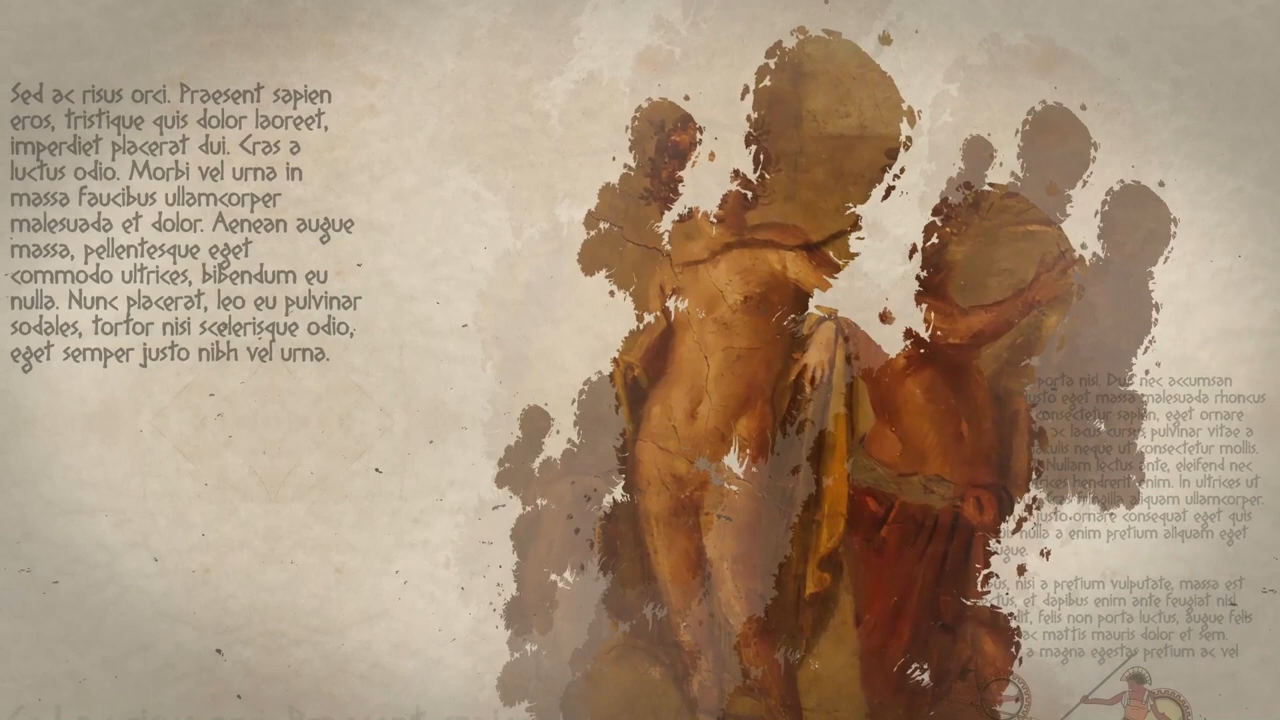 Sed ac risus orci. Praesent sapien
eros, tristique quis dolor laoreet,
imperdiet placerat dui. Cras a
luctus odio. Morbi vel urna in
massa faucibus ullamcorper
malesuada et dolor. Aenean augue
massa, pellentesque eget
commodo ultrices, bibendum eu
nulla. Nunc placerat, leo eu pulvinar
sodales, tortor nisi scelerisque odio,
eget semper justo nibh vel urna.
porta nisl. Duis nec accumsan
justo eget massa malesuada rhoncus
consectetur sapien, eget ornare
ac lacus cursus, pulvinar vitae a
iaculis neque ut consectetur mollis.
Nullam lectus ante, eleifend nec
hendrerit enim. In ultrices ut
Cras fringilla aliquam ullamcorper.
justo ornare consequat eget quis
nulla a enim pretium aliquam eget
nisi a pretium vulputate, massa est
et dapibus enim ante feugiat nisl
felis non porta luctus, augue felis
ac mattis mauris dolor et sem.
a magna egestas pretium ac vel